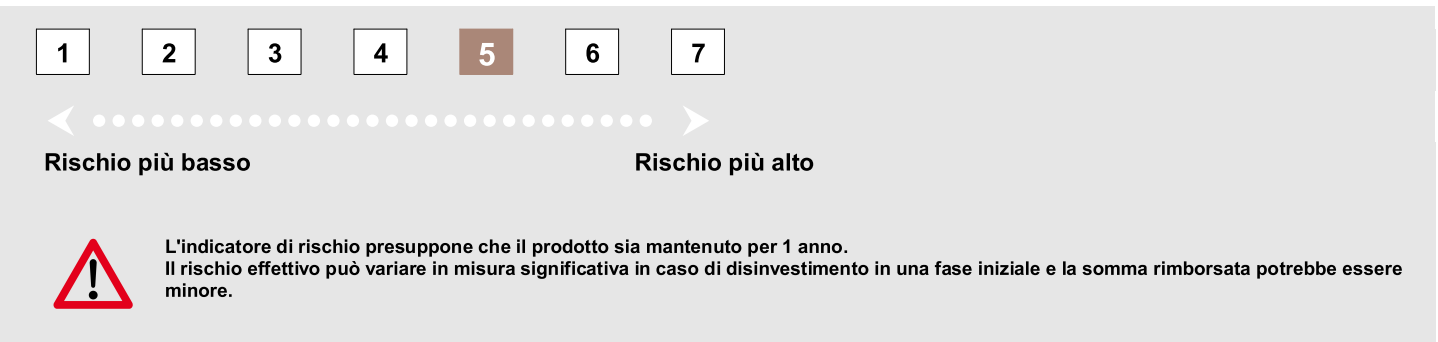 1 2 3 4 5 6 7
Rischio più basso Rischio più alto
L'indicatore di rischio presuppone che il prodotto sia mantenuto per 1 anno.
Il rischio effettivo può variare in misura significativa in caso di disinvestimento in una fase iniziale e la somma rimborsata potrebbe essere
minore.